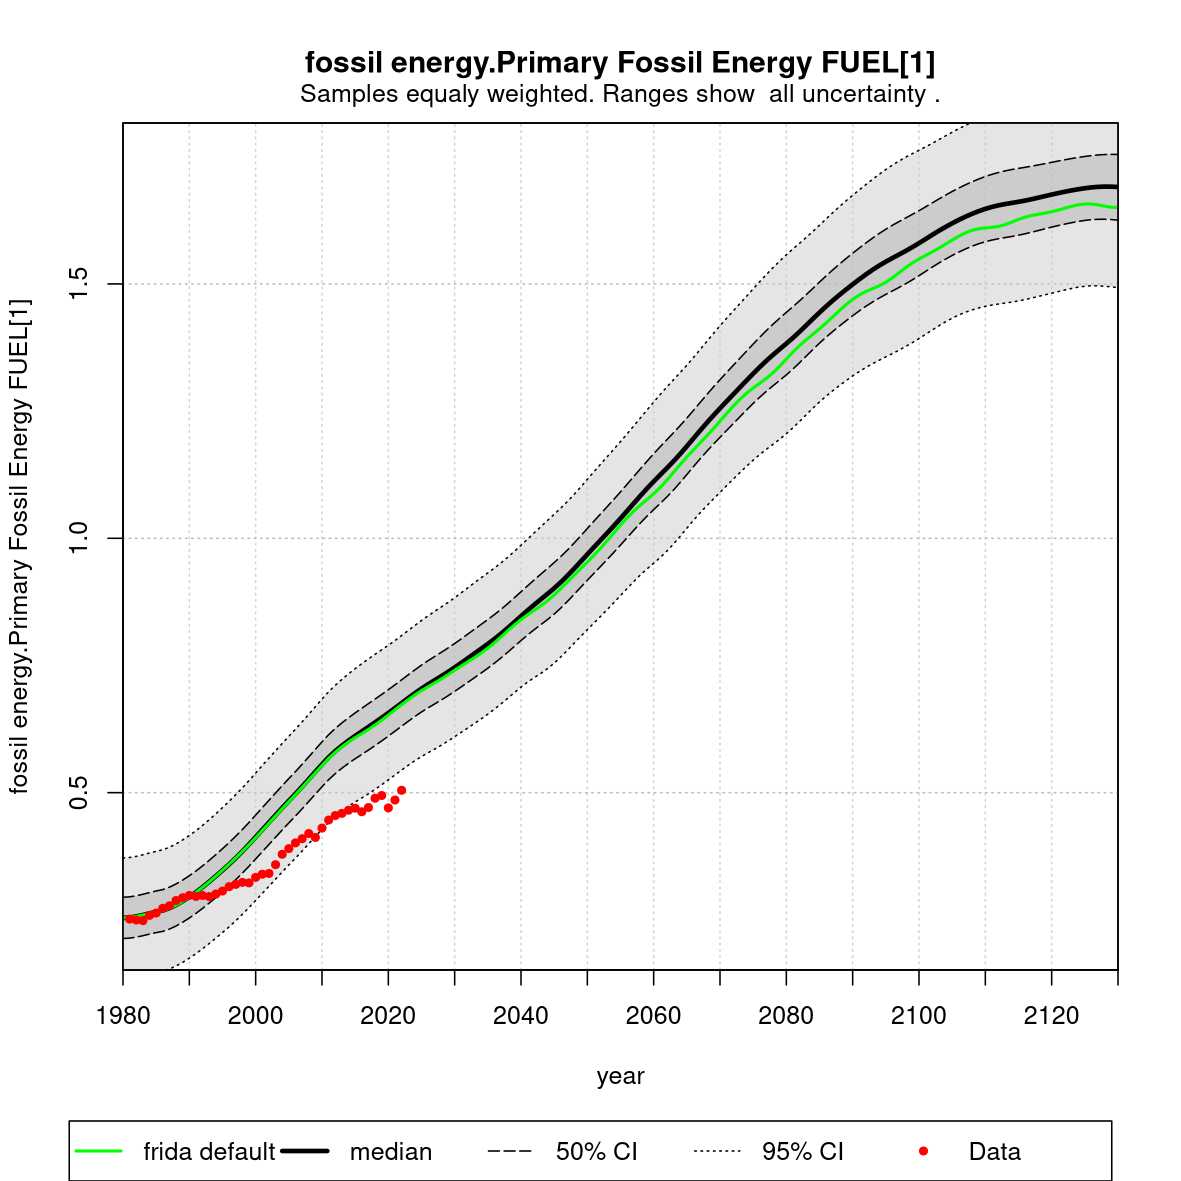 fossil energy.Primary Fossil Energy FUEL[1]
Samples equaly weighted. Ranges show  all uncertainty .
fossil energy.Primary Fossil Energy FUEL[1]
1.5
1.0
0.5
1980 2000 2020 2040 2060 2080 2100 2120
year
frida default median 50% CI 95% CI Data